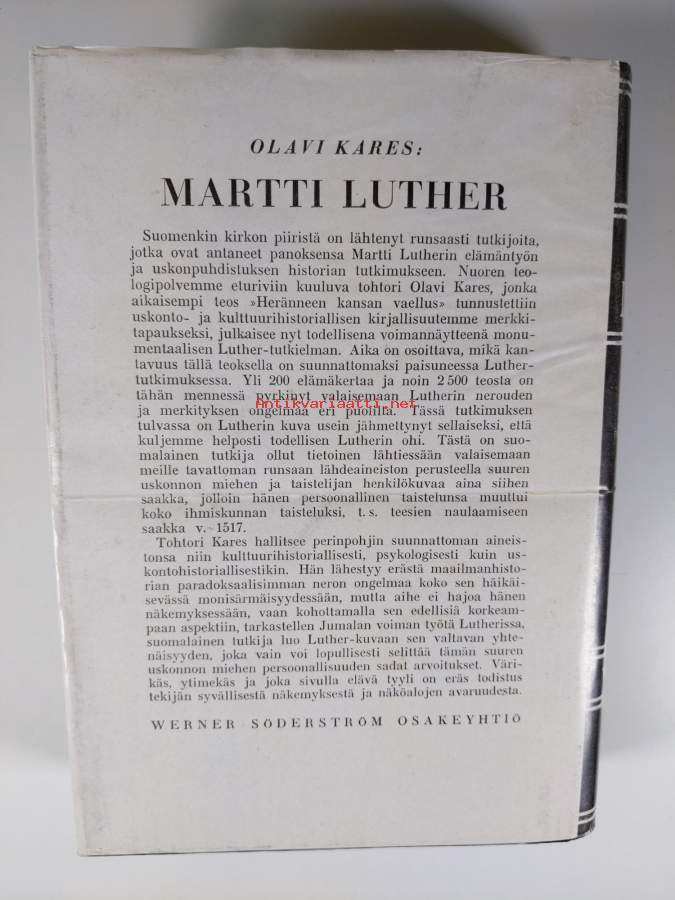 OLAVI KARES:
MARTTI LUTHER
Suomenkin kirkon piiristä on lähtenyt runsaasti tutkijoita,
jotka ovat antaneet panoksensa Martti Lutherin elämäntyön
ja uskonpuhdistuksen historian tutkimukseen. Nuoren teo-
logipolvemme eturiviin kuuluva tohtori Olavi Kares, jonka
aikaisempi teos »Heränneen kansan vaellus» tunnustettiin
uskonto- ja kulttuurihistoriallisen kirjallisuutemme merkki-
tapaukseksi, julkaisee nyt todellisena voimannäytteenä monu-
mentaalisen Luther-tutkielman. Aika on osoittava, mikä kan-
tavuus tällä teoksella on suunnattomaksi paisuneessa Luther-
tutkimuksessa. Yli 200 elämäkertaa ja noin 2 500 teosta on
tähän mennessä pyrkinyt valaisemaan Lutherin nerouden
Antikvariaatti.net
ja merkityksen ongelmaa eri puolilta. Tässä tutkimuksen
tulvassa on Lutherin kuva usein jähmettynyt sellaiseksi, että
kuljemme helposti todellisen Lutherin ohi. Tästä on suo-
malainen tutkija ollut tietoinen lähtiessään valaisemaan
meille tavattoman runsaan lähdeaineiston perusteella suuren
uskonnon miehen ja taistelijan henkilökuvaa aina siihen
saakka, jolloin hänen persoonallinen taistelunsa muuttui
koko ihmiskunnan taisteluksi, t. s. teesien naulaamiseen
saakka v. 1517.
Tohtori Kares hallitsee perinpohjin suunnattoman aineis-
tonsa niin kulttuurihistoriallisesti, psykologisesti kuin us-
kontohistoriallisestikin. Hän lähestyy erästä maailmanhisto-
rian paradoksaalisimman neron ongelmaa koko sen häikäi-
sevässä monisärmäisyydessään, mutta aihe ei hajoa hänen
näkemyksessään, vaan kohottamalla sen edellisiä korkeam-
paan aspektiin, tarkastellen Jumalan voiman työtä Lutherissa,
suomalainen tutkija luo Luther-kuvaan sen valtavan yhte-
näisyyden, joka vain voi lopullisesti selittää tämän suuren
uskonnon miehen persoonallisuuden sadat arvoitukset. Väri-
käs, ytimekäs ja joka sivulla elävä tyyli on eräs todistus
tekijän syvällisestä näkemyksestä ja näköalojen avaruudesta.
WERNER SÖDERSTRÖM OSAKEYHTIÖ